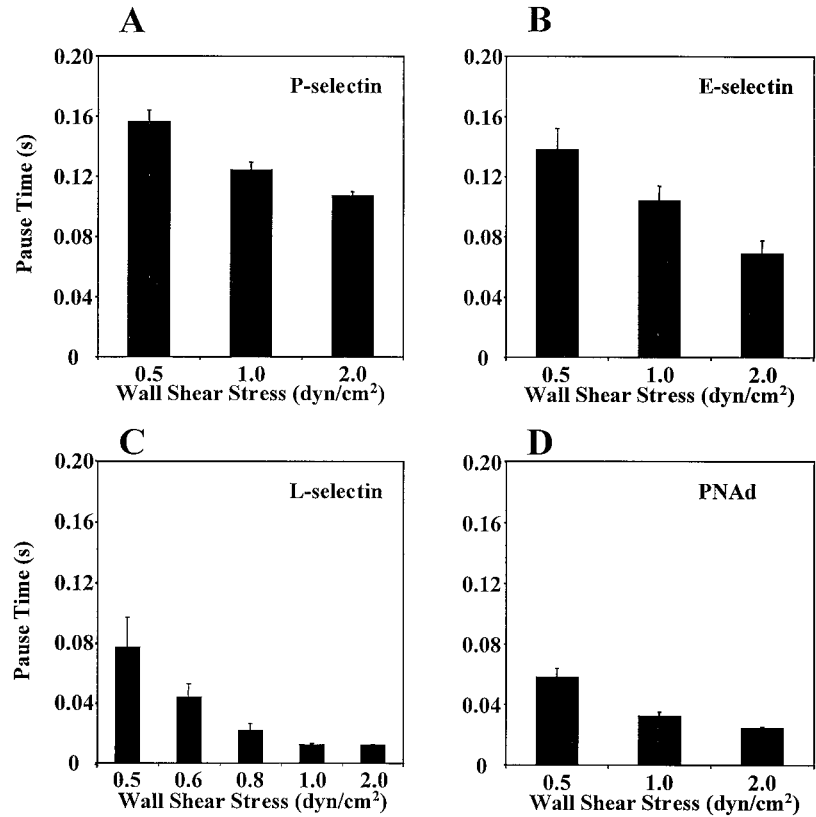 A
0.20
P-selectin
0.16
0.12
0.08
0.04
0
Pause Time (s)
0.5 1.0 2.0
Wall Shear Stress (dyn/cm²)
B
0.20
E-selectin
0.16
0.12
0.08
0.04
0
0.5 1.0 2.0
Wall Shear Stress (dyn/cm²)
C
0.20
L-selectin
0.16
0.12
0.08
0.04
0
Pause Time (s)
0.5 0.6 0.8 1.0 2.0
Wall Shear Stress (dyn/cm²)
D
0.20
PNAd
0.16
0.12
0.08
0.04
0
0.5 1.0 2.0
Wall Shear Stress (dyn/cm²)